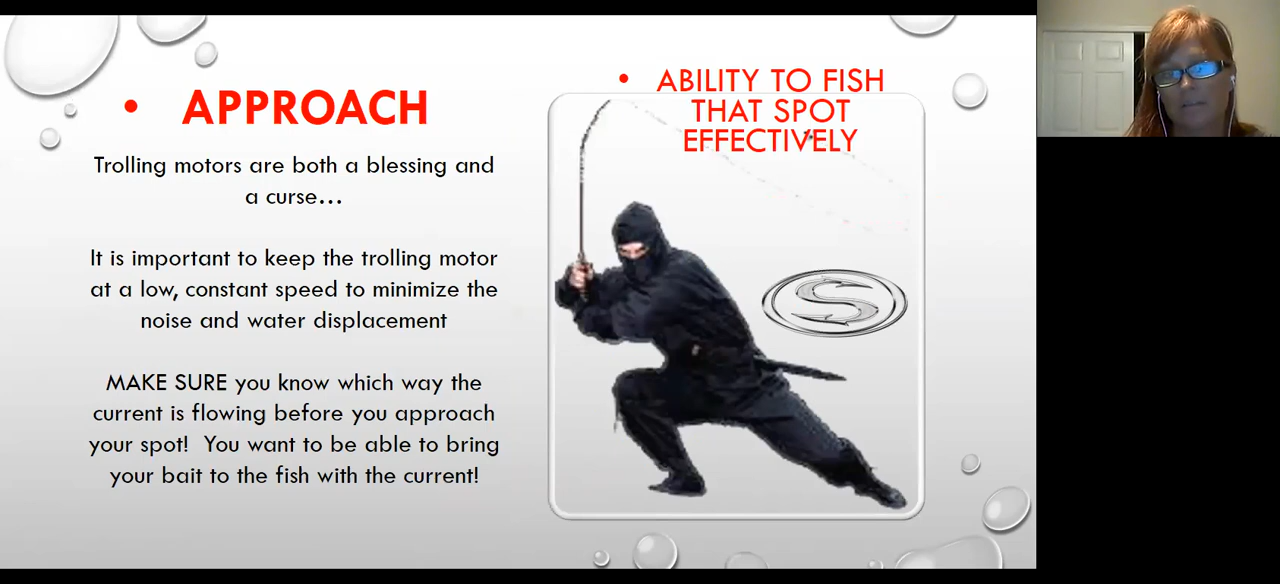 • APPROACH
Trolling motors are both a blessing and
a curse...
It is important to keep the trolling motor
at a low, constant speed to minimize the
noise and water displacement
MAKE SURE you know which way the
current is flowing before you approach
your spot! You want to be able to bring
your bait to the fish with the current!
• ABILITY TO FISH
THAT SPOT
EFFECTIVELY
S